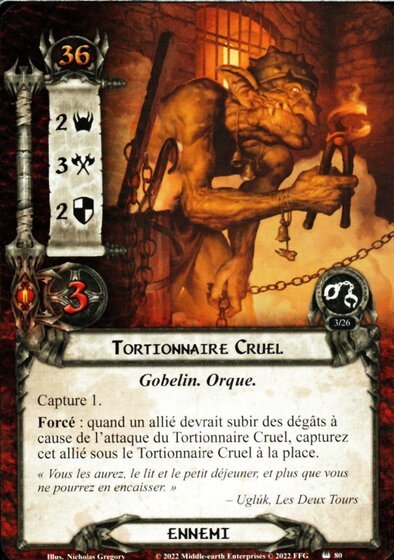 36
2
3
2
3
3/26
Tortionnaire Cruel
Gobelin. Orque.
Capture 1.
Forcé : quand un allié devrait subir des dégâts à
cause de l'attaque du Tortionnaire Cruel, capturez
cet allié sous le Tortionnaire Cruel à la place.
« Vous les aurez, le lit et le petit déjeuner, et plus que vous
ne pourrez en encaisser. »
– Uglúk, Les Deux Tours
ENNEMI
Illus. Nicholas Gregory © 2022 Middle-earth Enterprises © 2022 FFG 80